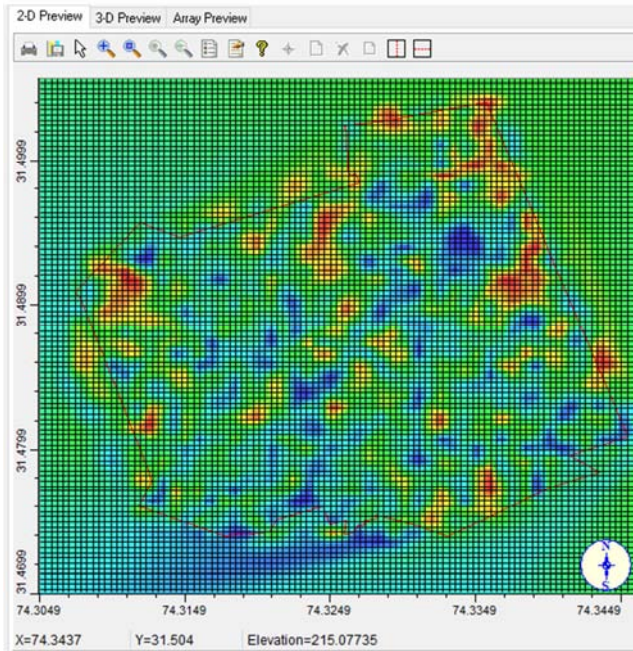 2-D Preview 3-D Preview Array Preview
31.4999
31.4899
31.4799
31.4699
N
S
74.3049 74.3149 74.3249 74.3349 74.3449
X=74.3437 Y=31.504 Elevation=215.07735